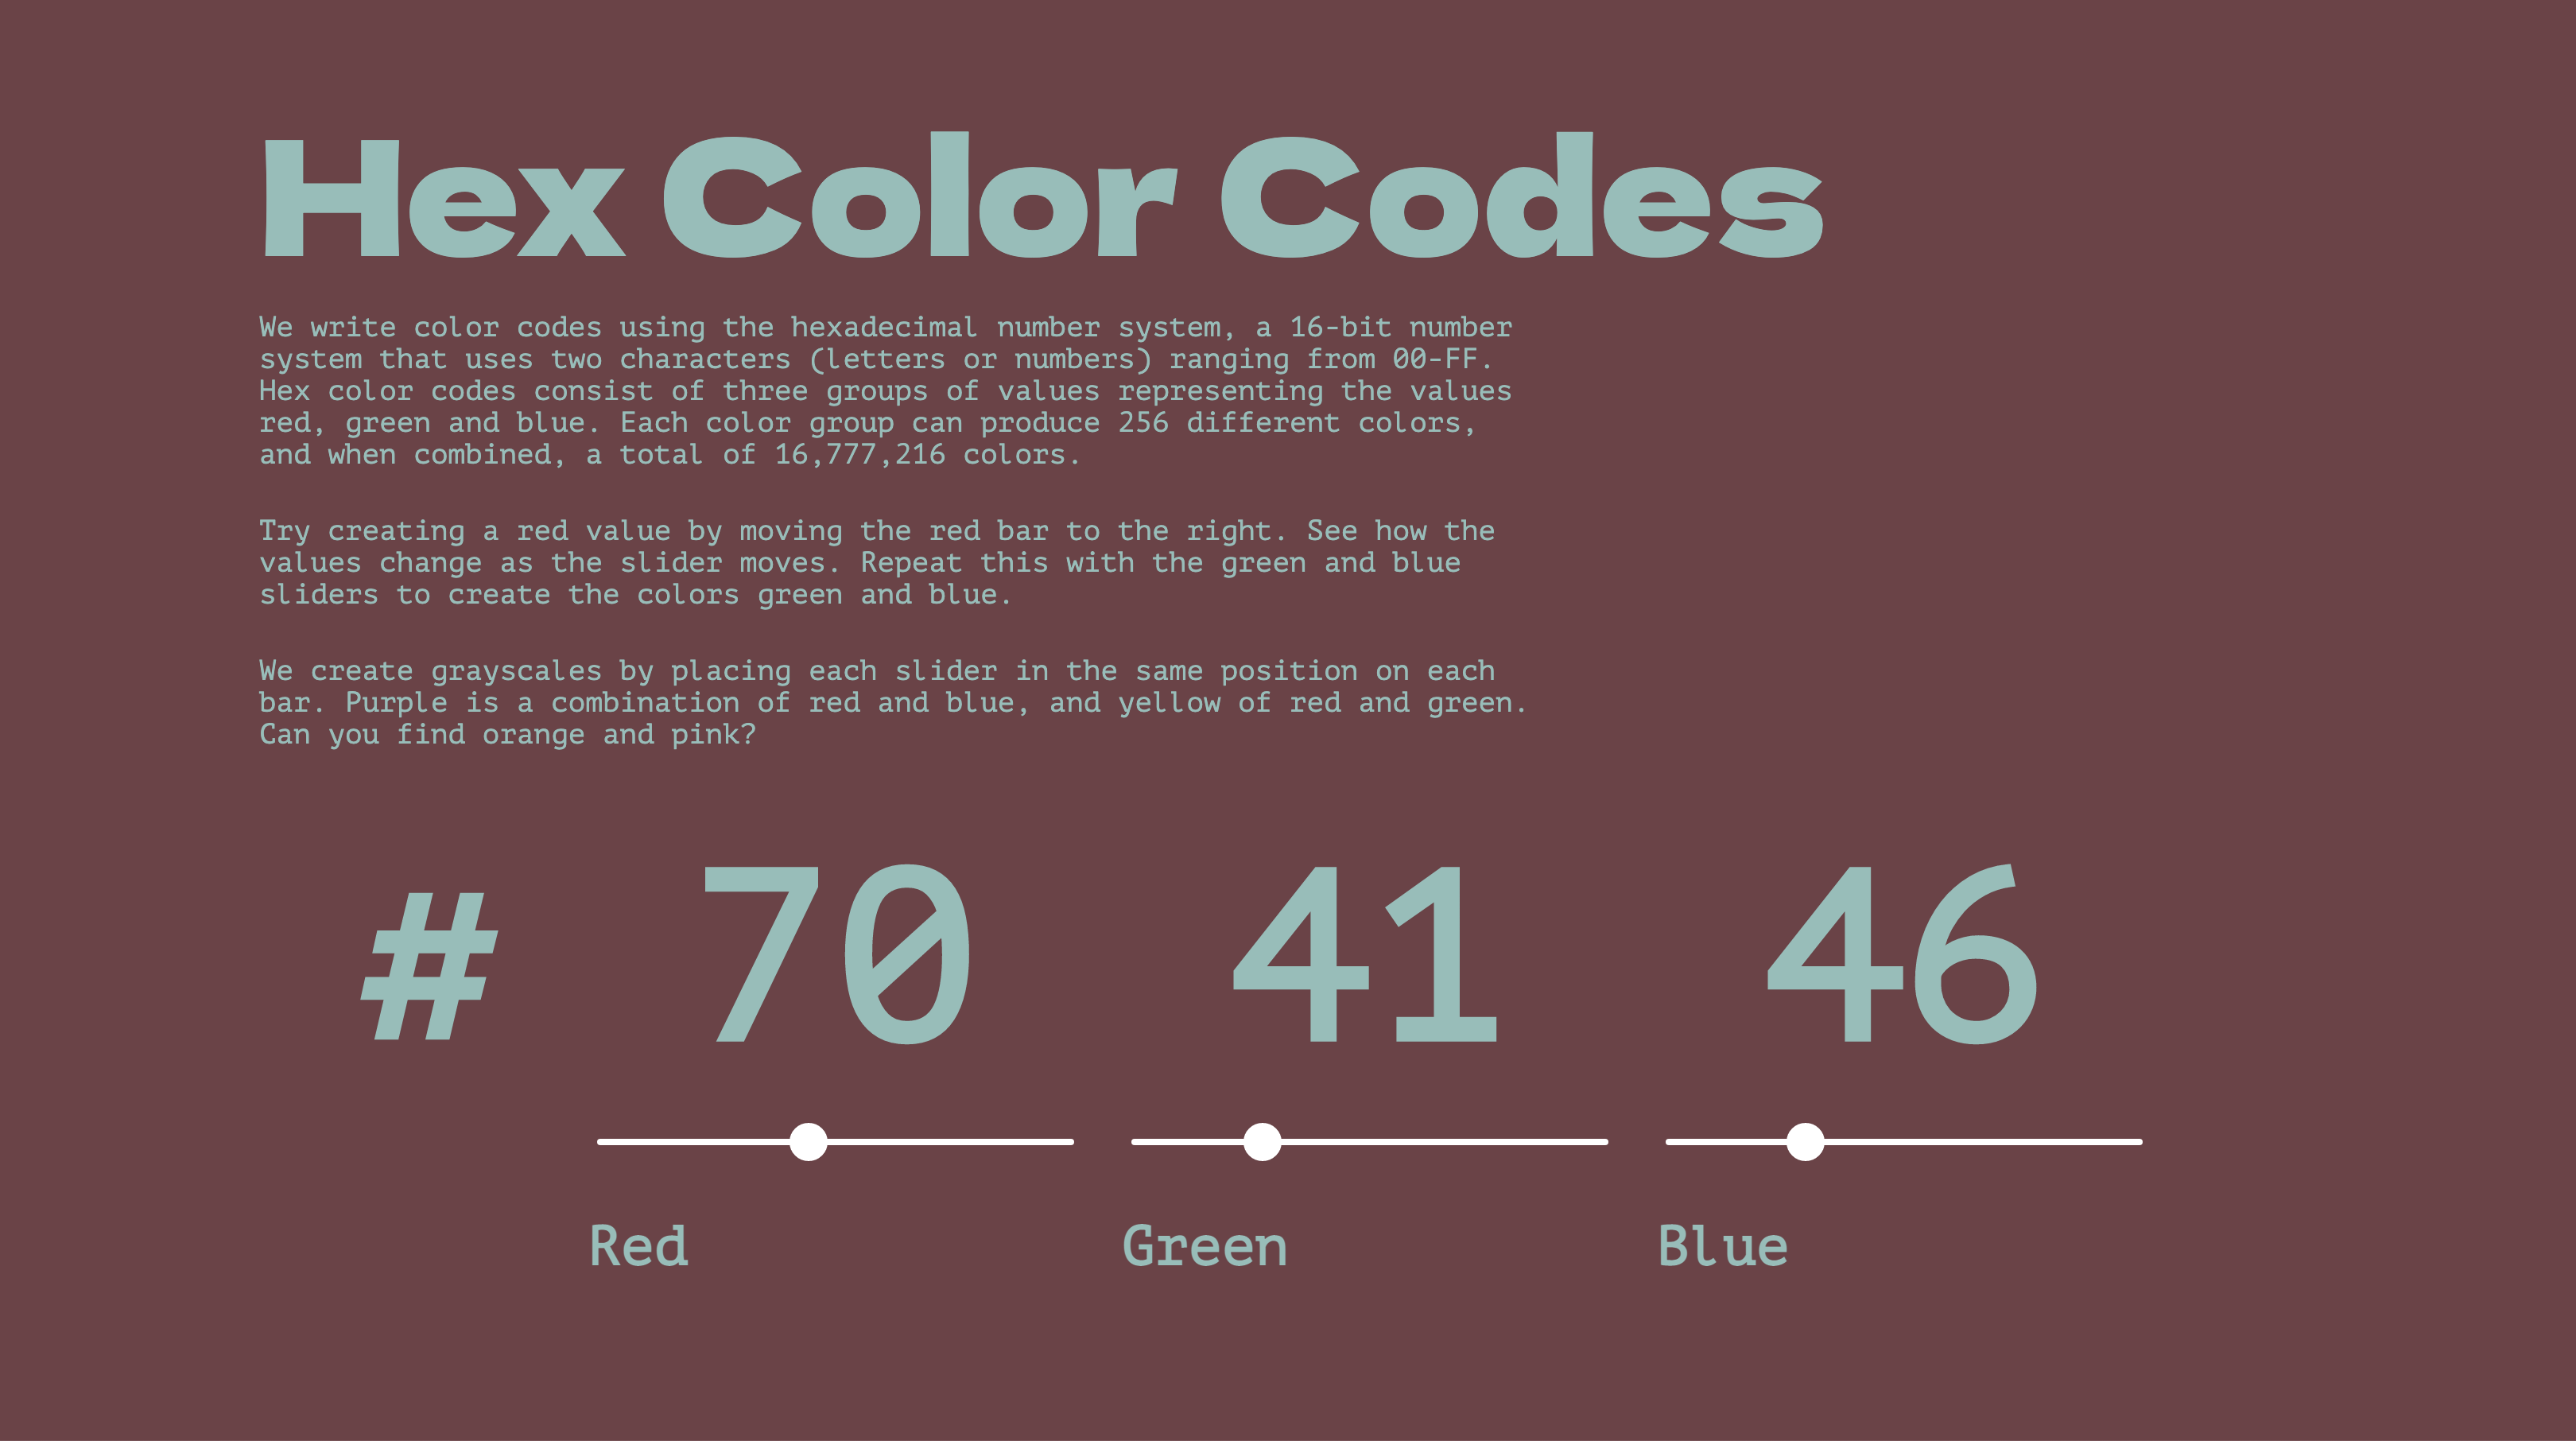 Hex Color Codes
We write color codes using the hexadecimal number system, a 16-bit number
system that uses two characters (letters or numbers) ranging from 00-FF.
Hex color codes consist of three groups of values representing the values
red, green and blue. Each color group can produce 256 different colors,
and when combined, a total of 16,777,216 colors.
Try creating a red value by moving the red bar to the right. See how the
values change as the slider moves. Repeat this with the green and blue
sliders to create the colors green and blue.
We create grayscales by placing each slider in the same position on each
bar. Purple is a combination of red and blue, and yellow of red and green.
Can you find orange and pink?
# 70 41 46
Red Green Blue